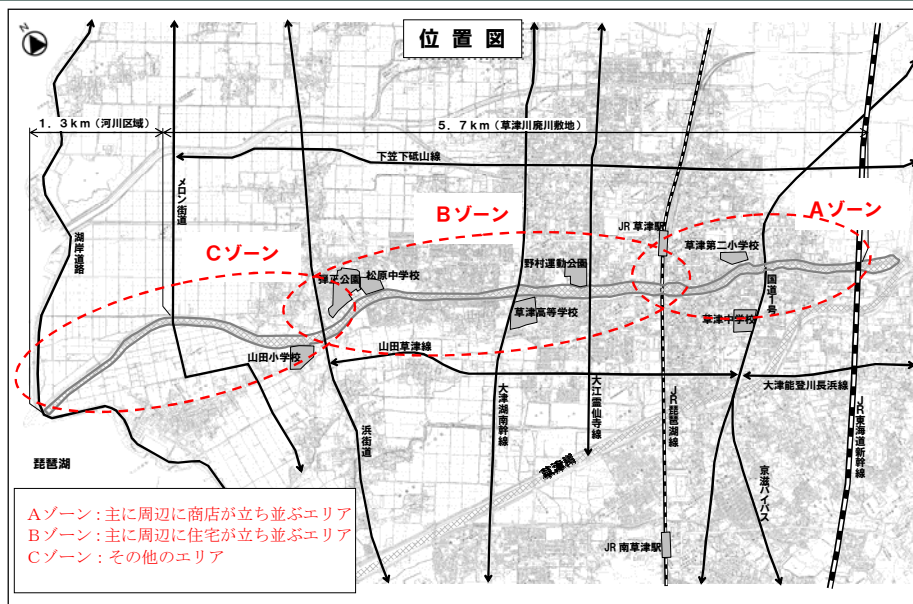 N
位置図
1．3km（河川区域）
5．7km（草津川廃川敷地）
下笠下砥山線
メロン街道
湖岸道路
Bゾーン
Aゾーン
Cゾーン
JR 草津駅
草津第二小学校
弾正公園
松原中学校
野村運動公園
国道1号
草津高等学校
草津中学校
山田小学校
山田草津線
大津能登川長浜線
浜街道
大津湖南幹線
大江霊仙寺線
JR琵琶湖線
JR東海道新幹線
琵琶湖
草津川
京滋バイパス
JR 南草津駅
Aゾーン：主に周辺に商店が立ち並ぶエリア
Bゾーン：主に周辺に住宅が立ち並ぶエリア
Cゾーン：その他のエリア